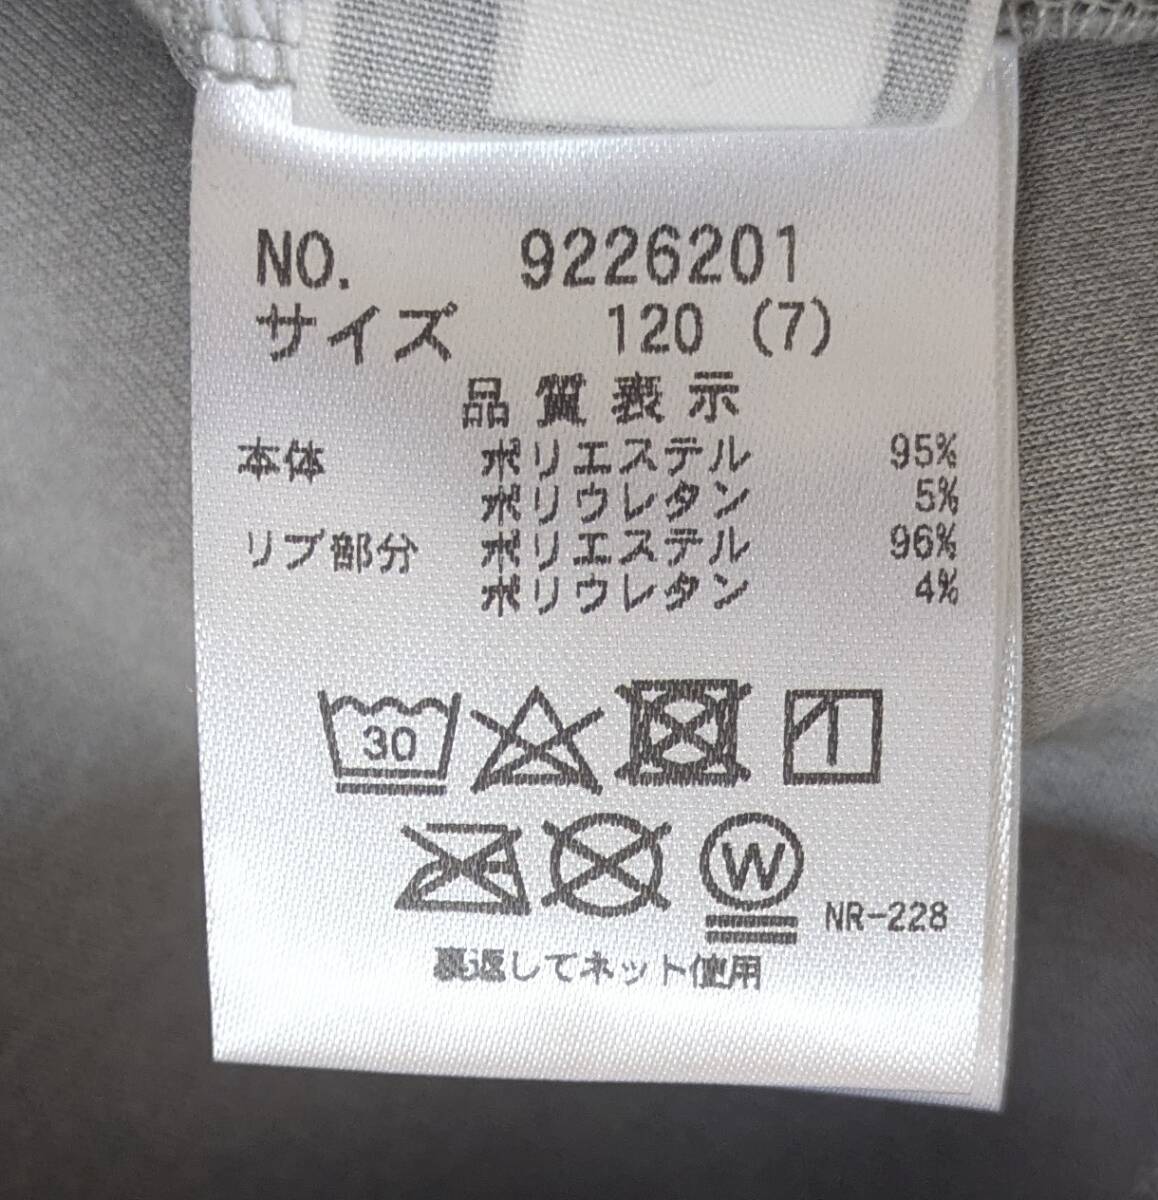 NO. 9226201
サイズ 120 (7)
品質表示
本体 ポリエステル 95%
ポリウレタン 5%
リブ部分 ポリエステル 96%
ポリウレタン 4%
30
W NR-228
裏返してネット使用